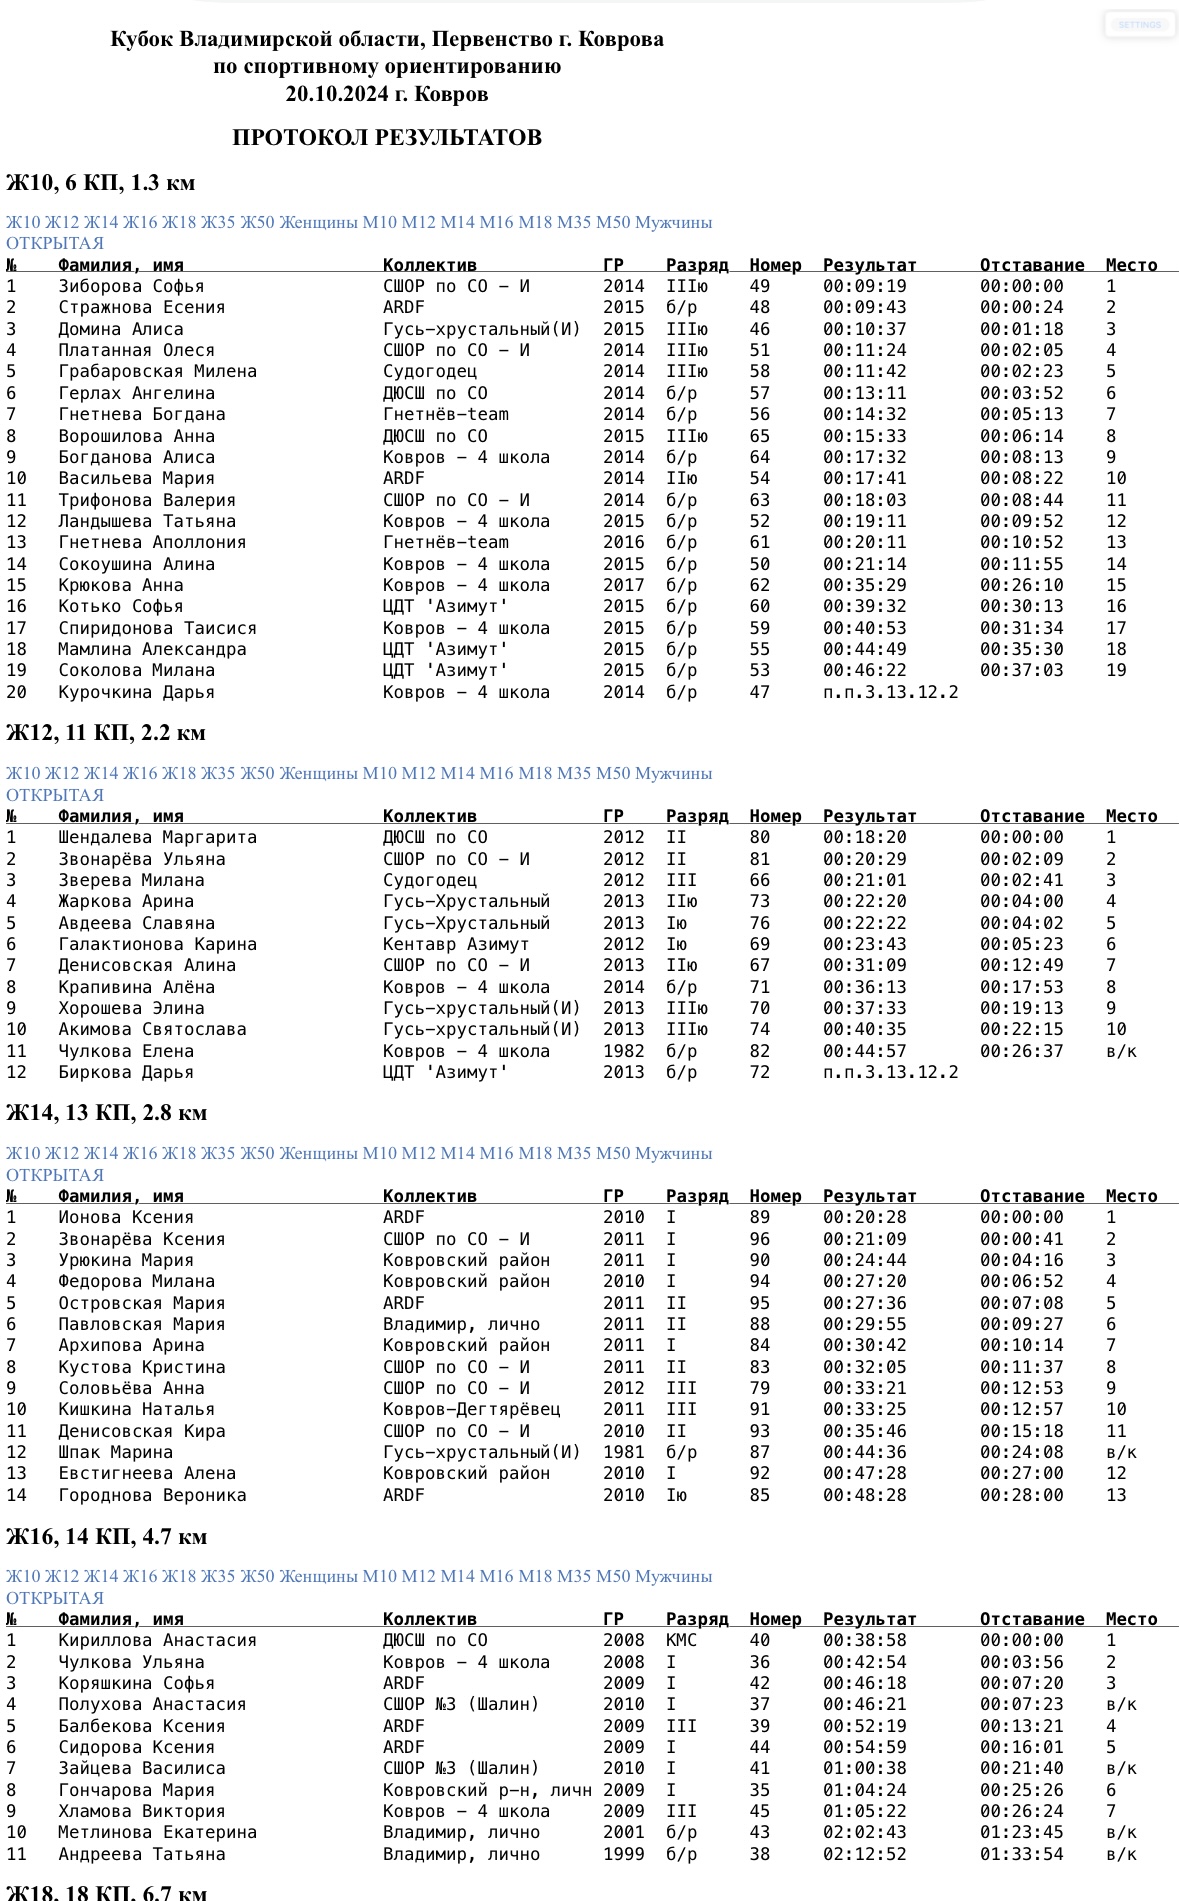 SETTINGS
Кубок Владимирской области, Первенство г. Коврова
по спортивному ориентированию
20.10.2024 г. Ковров
ПРОТОКОЛ РЕЗУЛЬТАТОВ
Ж10, 6 КП, 1.3 км
Ж10 Ж12 Ж14 Ж16 Ж18 Ж35 Ж50 Женщины М10 М12 М14 М16 М18 М35 М50 Мужчины
ОТКРЫТАЯ
№ Фамилия, имя Коллектив ГР Разряд Номер Результат Отставание Место
1 Зиборова Софья СШОР по СО - И 2014 IIIю 49 00:09:19 00:00:00 1
2 Стражнова Есения ARDF 2015 б/р 48 00:09:43 00:00:24 2
3 Домина Алиса Гусь-хрустальный(И) 2015 IIIю 46 00:10:37 00:01:18 3
4 Платанная Олеся СШОР по СО - И 2014 IIIю 51 00:11:24 00:02:05 4
5 Грабаровская Милена Судогодец 2014 IIIю 58 00:11:42 00:02:23 5
6 Герлах Ангелина ДЮСШ по СО 2014 б/р 57 00:13:11 00:03:52 6
7 Гнетнева Богдана Гнетнёв-team 2014 б/р 56 00:14:32 00:05:13 7
8 Ворошилова Анна ДЮСШ по СО 2015 IIIю 65 00:15:33 00:06:14 8
9 Богданова Алиса Ковров - 4 школа 2014 б/р 64 00:17:32 00:08:13 9
10 Васильева Мария ARDF 2014 IIю 54 00:17:41 00:08:22 10
11 Трифонова Валерия СШОР по СО - И 2014 б/р 63 00:18:03 00:08:44 11
12 Ландышева Татьяна Ковров - 4 школа 2015 б/р 52 00:19:11 00:09:52 12
13 Гнетнева Аполлония Гнетнёв-team 2016 б/р 61 00:20:11 00:10:52 13
14 Сокоушина Алина Ковров - 4 школа 2015 б/р 50 00:21:14 00:11:55 14
15 Крюкова Анна Ковров - 4 школа 2017 б/р 62 00:35:29 00:26:10 15
16 Котько Софья ЦДТ 'Азимут' 2015 б/р 60 00:39:32 00:30:13 16
17 Спиридонова Таисися Ковров - 4 школа 2015 б/р 59 00:40:53 00:31:34 17
18 Мамлина Александра ЦДТ 'Азимут' 2015 б/р 55 00:44:49 00:35:30 18
19 Соколова Милана ЦДТ 'Азимут' 2015 б/р 53 00:46:22 00:37:03 19
20 Курочкина Дарья Ковров - 4 школа 2014 б/р 47 п.п.3.13.12.2
Ж12, 11 КП, 2.2 км
Ж10 Ж12 Ж14 Ж16 Ж18 Ж35 Ж50 Женщины М10 М12 М14 М16 М18 М35 М50 Мужчины
ОТКРЫТАЯ
№ Фамилия, имя Коллектив ГР Разряд Номер Результат Отставание Место
1 Шендалева Маргарита ДЮСШ по СО 2012 II 80 00:18:20 00:00:00 1
2 Звонарёва Ульяна СШОР по СО - И 2012 II 81 00:20:29 00:02:09 2
3 Зверева Милана Судогодец 2012 III 66 00:21:01 00:02:41 3
4 Жаркова Арина Гусь-Хрустальный 2013 IIю 73 00:22:20 00:04:00 4
5 Авдеева Славяна Гусь-Хрустальный 2013 Iю 76 00:22:22 00:04:02 5
6 Галактионова Карина Кентавр Азимут 2012 Iю 69 00:23:43 00:05:23 6
7 Денисовская Алина СШОР по СО - И 2013 IIю 67 00:31:09 00:12:49 7
8 Крапивина Алёна Ковров - 4 школа 2014 б/р 71 00:36:13 00:17:53 8
9 Хорошева Элина Гусь-хрустальный(И) 2013 IIIю 70 00:37:33 00:19:13 9
10 Акимова Святослава Гусь-хрустальный(И) 2013 IIIю 74 00:40:35 00:22:15 10
11 Чулкова Елена Ковров - 4 школа 1982 б/р 82 00:44:57 00:26:37 в/к
12 Биркова Дарья ЦДТ 'Азимут' 2013 б/р 72 п.п.3.13.12.2
Ж14, 13 КП, 2.8 км
Ж10 Ж12 Ж14 Ж16 Ж18 Ж35 Ж50 Женщины М10 М12 М14 М16 М18 М35 М50 Мужчины
ОТКРЫТАЯ
№ Фамилия, имя Коллектив ГР Разряд Номер Результат Отставание Место
1 Ионова Ксения ARDF 2010 I 89 00:20:28 00:00:00 1
2 Звонарёва Ксения СШОР по СО - И 2011 I 96 00:21:09 00:00:41 2
3 Урюкина Мария Ковровский район 2011 I 90 00:24:44 00:04:16 3
4 Федорова Милана Ковровский район 2010 I 94 00:27:20 00:06:52 4
5 Островская Мария ARDF 2011 II 95 00:27:36 00:07:08 5
6 Павловская Мария Владимир, лично 2011 II 88 00:29:55 00:09:27 6
7 Архипова Арина Ковровский район 2011 I 84 00:30:42 00:10:14 7
8 Кустова Кристина СШОР по СО - И 2011 II 83 00:32:05 00:11:37 8
9 Соловьёва Анна СШОР по СО - И 2012 III 79 00:33:21 00:12:53 9
10 Кишкина Наталья Ковров-Дегтярёвец 2011 III 91 00:33:25 00:12:57 10
11 Денисовская Кира СШОР по СО - И 2010 II 93 00:35:46 00:15:18 11
12 Шпак Марина Гусь-хрустальный(И) 1981 б/р 87 00:44:36 00:24:08 в/к
13 Евстигнеева Алена Ковровский район 2010 I 92 00:47:28 00:27:00 12
14 Городнова Вероника ARDF 2010 Iю 85 00:48:28 00:28:00 13
Ж16, 14 КП, 4.7 км
Ж10 Ж12 Ж14 Ж16 Ж18 Ж35 Ж50 Женщины М10 М12 М14 М16 М18 М35 М50 Мужчины
ОТКРЫТАЯ
№ Фамилия, имя Коллектив ГР Разряд Номер Результат Отставание Место
1 Кириллова Анастасия ДЮСШ по СО 2008 КМС 40 00:38:58 00:00:00 1
2 Чулкова Ульяна Ковров - 4 школа 2008 I 36 00:42:54 00:03:56 2
3 Коряшкина Софья ARDF 2009 I 42 00:46:18 00:07:20 3
4 Полухова Анастасия СШОР №3 (Шалин) 2010 I 37 00:46:21 00:07:23 в/к
5 Балбекова Ксения ARDF 2009 III 39 00:52:19 00:13:21 4
6 Сидорова Ксения ARDF 2009 I 44 00:54:59 00:16:01 5
7 Зайцева Василиса СШОР №3 (Шалин) 2010 I 41 01:00:38 00:21:40 в/к
8 Гончарова Мария Ковровский р-н, личн 2009 I 35 01:04:24 00:25:26 6
9 Хламова Виктория Ковров - 4 школа 2009 III 45 01:05:22 00:26:24 7
10 Метлинова Екатерина Владимир, лично 2001 б/р 43 02:02:43 01:23:45 в/к
11 Андреева Татьяна Владимир, лично 1999 б/р 38 02:12:52 01:33:54 в/к
Ж18, 18 КП, 6.7 км